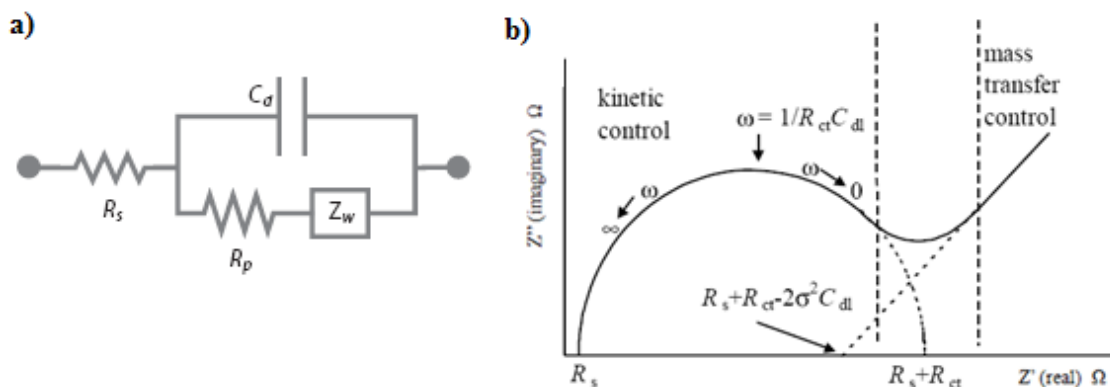 a)
C_d
R_s
R_p
Z_w
b)
Z" (imaginary) Ω
kinetic
control
ω = 1/R_ct C_dl
ω
∞
ω
0
mass
transfer
control
R_s+R_ct-2σ²C_dl
R_s
R_s+R_ct
Z' (real) Ω